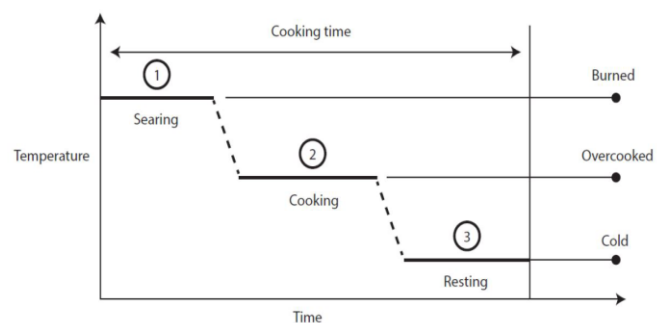 Cooking time
1
Burned
Searing
Temperature
2
Overcooked
Cooking
3
Cold
Resting
Time